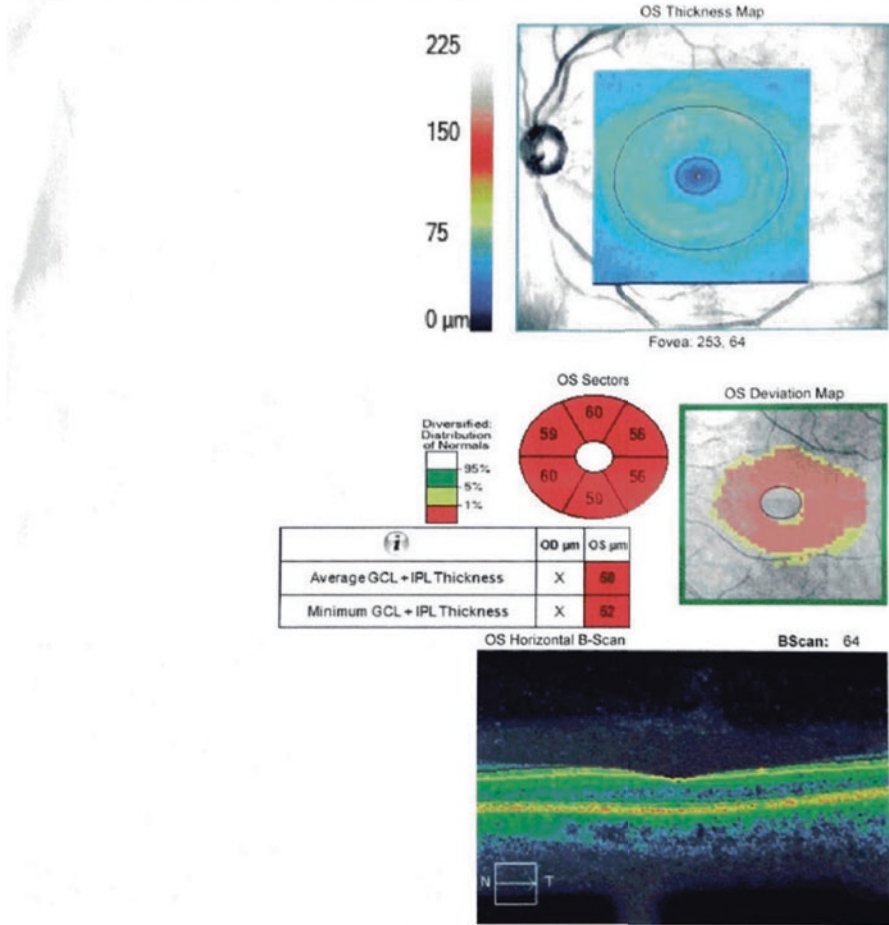 OS Thickness Map
225
150
75
0 µm
Fovea: 253, 64
OS Sectors
OS Deviation Map
Diversified:
Distribution
of Normals
95%
5%
1%
60
59
56
60
56
59
OD µm OS µm
Average GCL + IPL Thickness X 58
Minimum GCL + IPL Thickness X 52
OS Horizontal B-Scan BScan: 64
N T